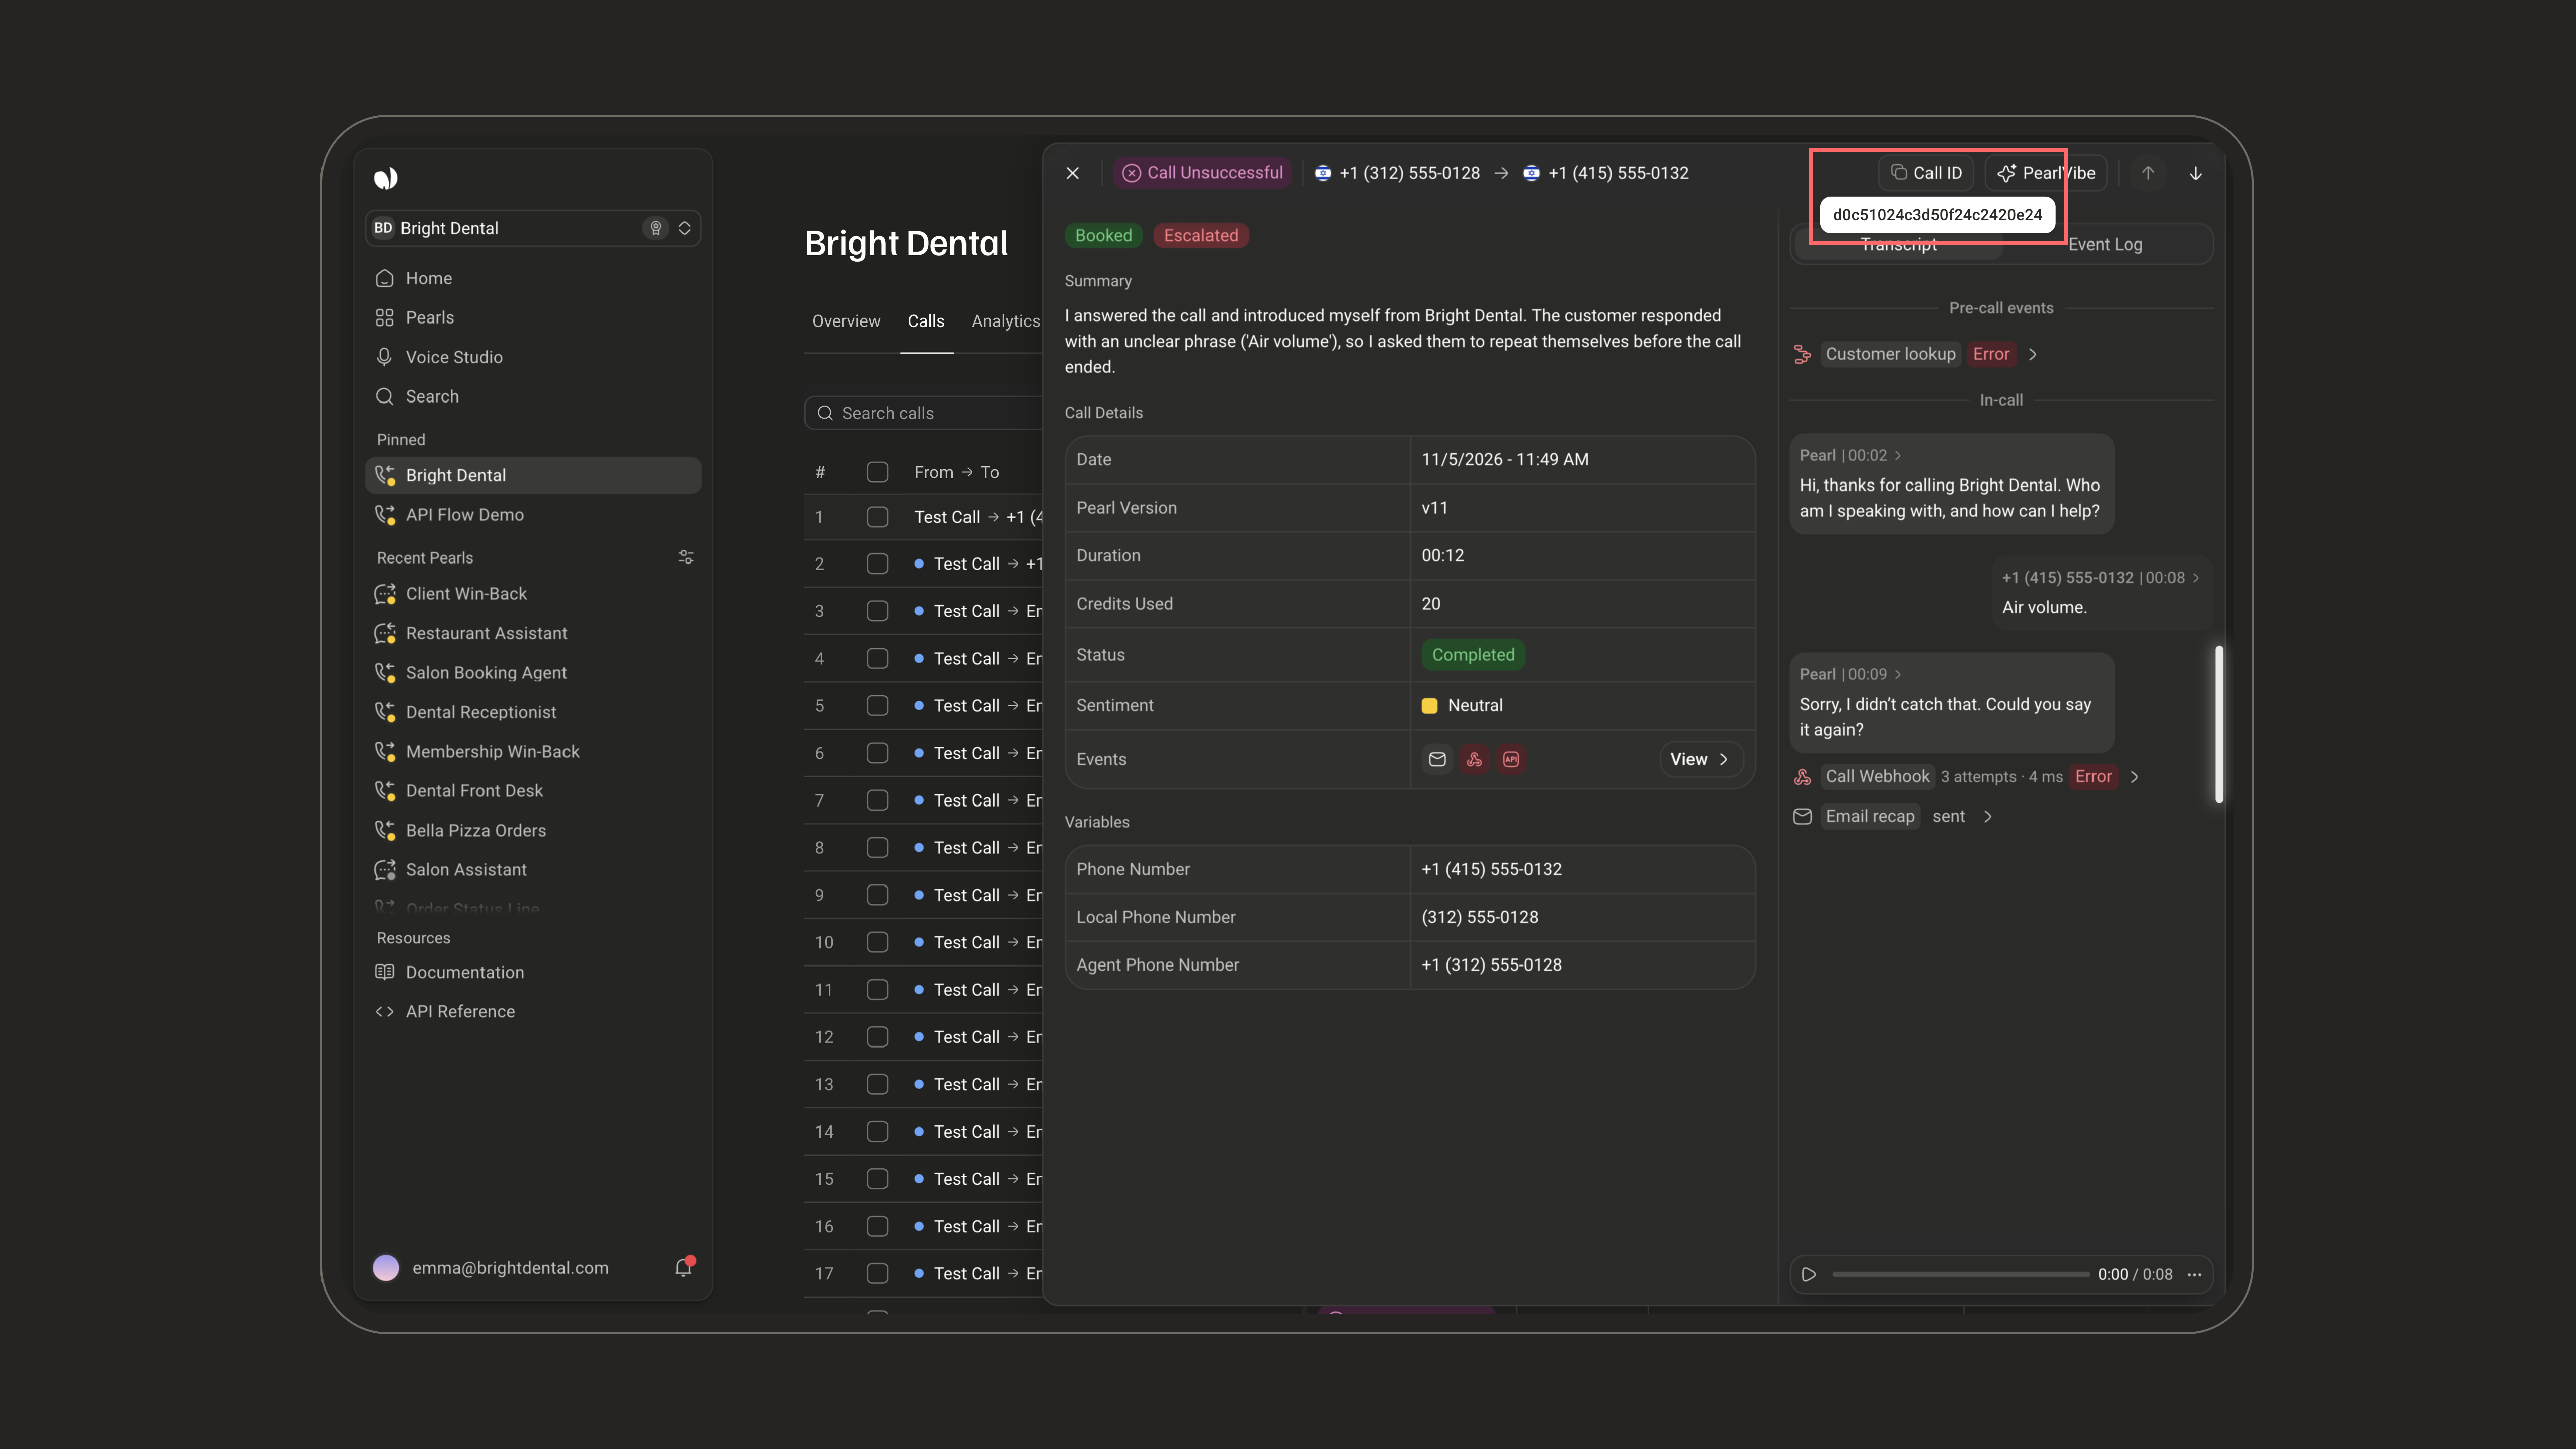 BD Bright Dental
Home
Pearls
Voice Studio
Search
Pinned
Bright Dental
API Flow Demo
Recent Pearls
Client Win-Back
Restaurant Assistant
Salon Booking Agent
Dental Receptionist
Membership Win-Back
Dental Front Desk
Bella Pizza Orders
Salon Assistant
Order Status Line
Resources
Documentation
API Reference
emma@brightdental.com
Bright Dental
Overview Calls Analytics
Search calls
# From → To
1 Test Call → +1 (4
2 Test Call → +1
3 Test Call → Er
4 Test Call → Er
5 Test Call → Er
6 Test Call → Er
7 Test Call → Er
8 Test Call → Er
9 Test Call → Er
10 Test Call → Er
11 Test Call → Er
12 Test Call → Er
13 Test Call → Er
14 Test Call → Er
15 Test Call → Er
16 Test Call → Er
17 Test Call → Er
Call Unsuccessful +1 (312) 555-0128 → +1 (415) 555-0132
Call ID PearlVibe
d0c51024c3d50f24c2420e24
Booked Escalated
Summary
I answered the call and introduced myself from Bright Dental. The customer responded
with an unclear phrase ('Air volume'), so I asked them to repeat themselves before the call
ended.
Call Details
Date 11/5/2026 - 11:49 AM
Pearl Version v11
Duration 00:12
Credits Used 20
Status Completed
Sentiment Neutral
Events API View
Variables
Phone Number +1 (415) 555-0132
Local Phone Number (312) 555-0128
Agent Phone Number +1 (312) 555-0128
Transcript Event Log
Pre-call events
Customer lookup Error
In-call
Pearl | 00:02
Hi, thanks for calling Bright Dental. Who
am I speaking with, and how can I help?
+1 (415) 555-0132 | 00:08
Air volume.
Pearl | 00:09
Sorry, I didn’t catch that. Could you say
it again?
Call Webhook 3 attempts · 4 ms Error
Email recap sent
0:00 / 0:08